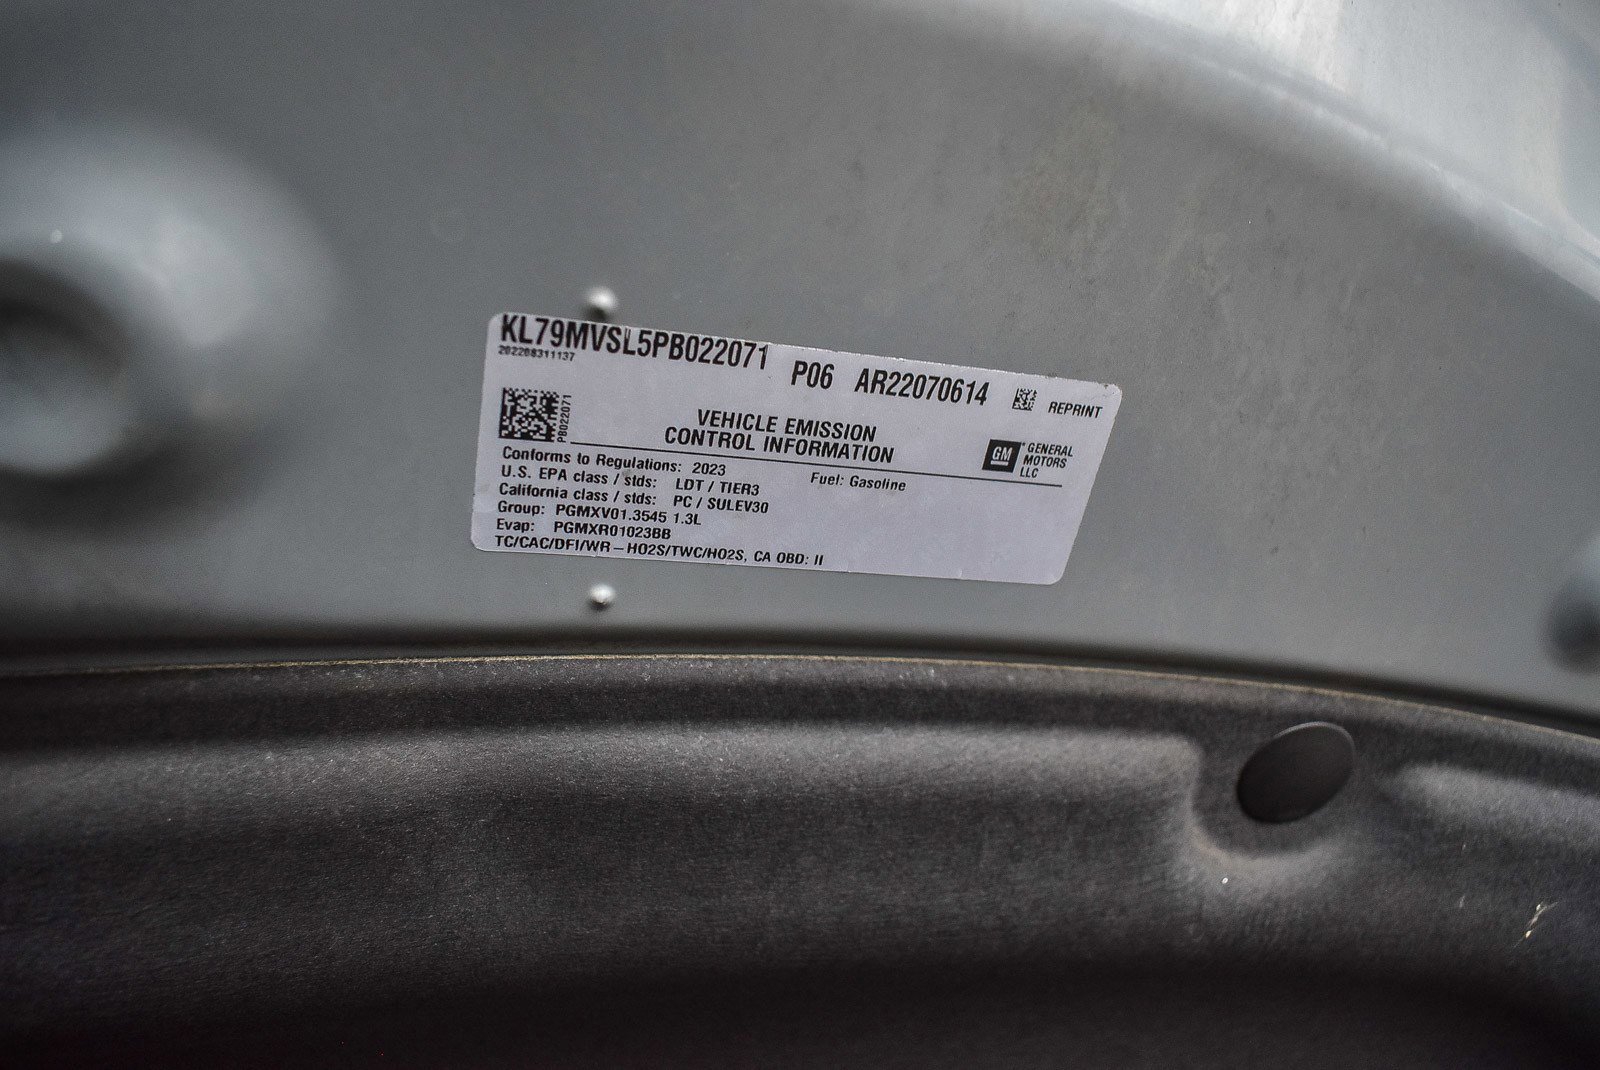 KL79MVSL5PB022071 P06 AR22070614 REPRINT
202208311137
PB022071
VEHICLE EMISSION
CONTROL INFORMATION
GM GENERAL
MOTORS
LLC
Conforms to Regulations: 2023 Fuel: Gasoline
U.S. EPA class / stds: LDT / TIER3
California class / stds: PC / SULEV30
Group: PGMXV01.3545 1.3L
Evap: PGMXR01023BB
TC/CAC/DFI/WR – HO2S/TWC/HO2S, CA OBD: II